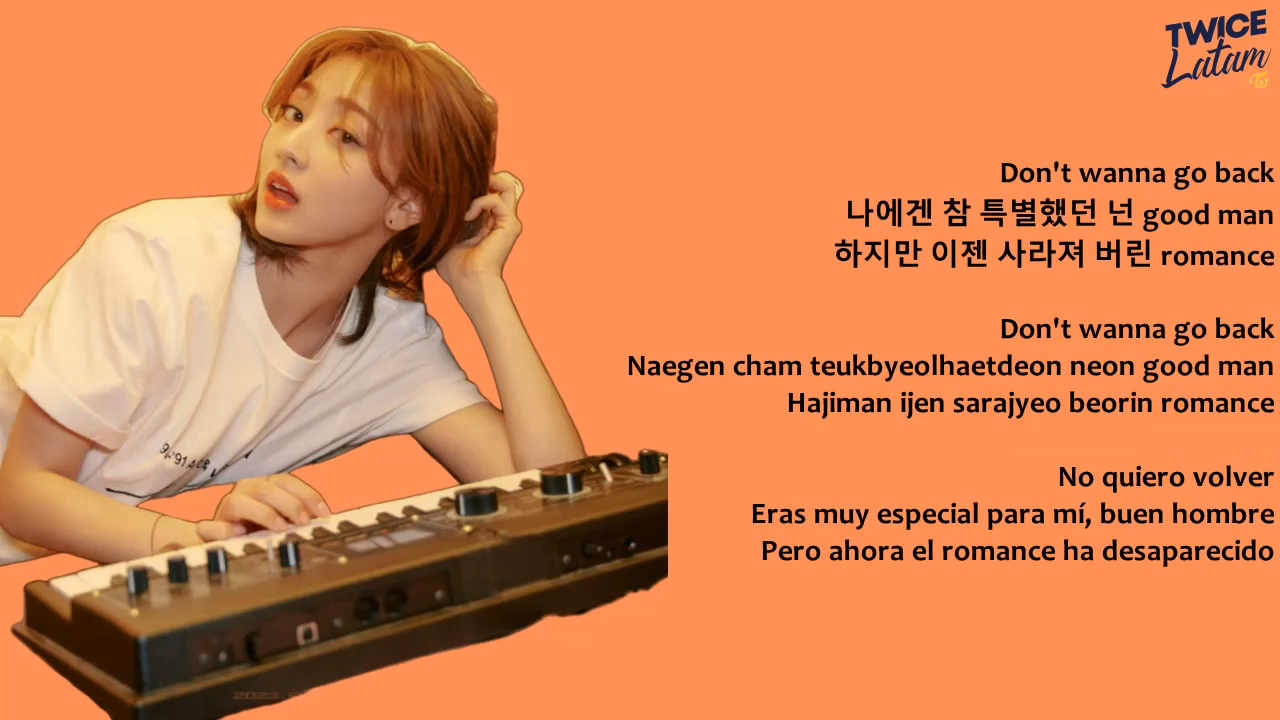 TWICE
Latam
Don't wanna go back
나에겐 참 특별했던 넌 good man
하지만 이젠 사라져 버린 romance
Don't wanna go back
Naegen cham teukbyeolhaetdeon neon good man
Hajiman ijen sarajyeo beorin romance
No quiero volver
Eras muy especial para mí, buen hombre
Pero ahora el romance ha desaparecido